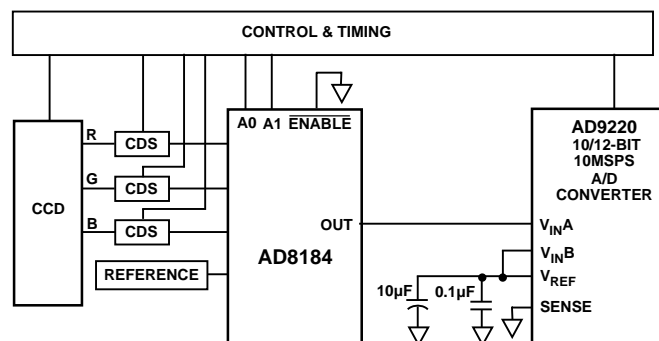 CONTROL & TIMING
R
CDS
G
CDS
B
CDS
CCD
REFERENCE
A0 A1 ENABLE
OUT
AD8184
10µF
0.1µF
AD9220
10/12-BIT
10MSPS
A/D
CONVERTER
VINA
VINB
VREF
SENSE